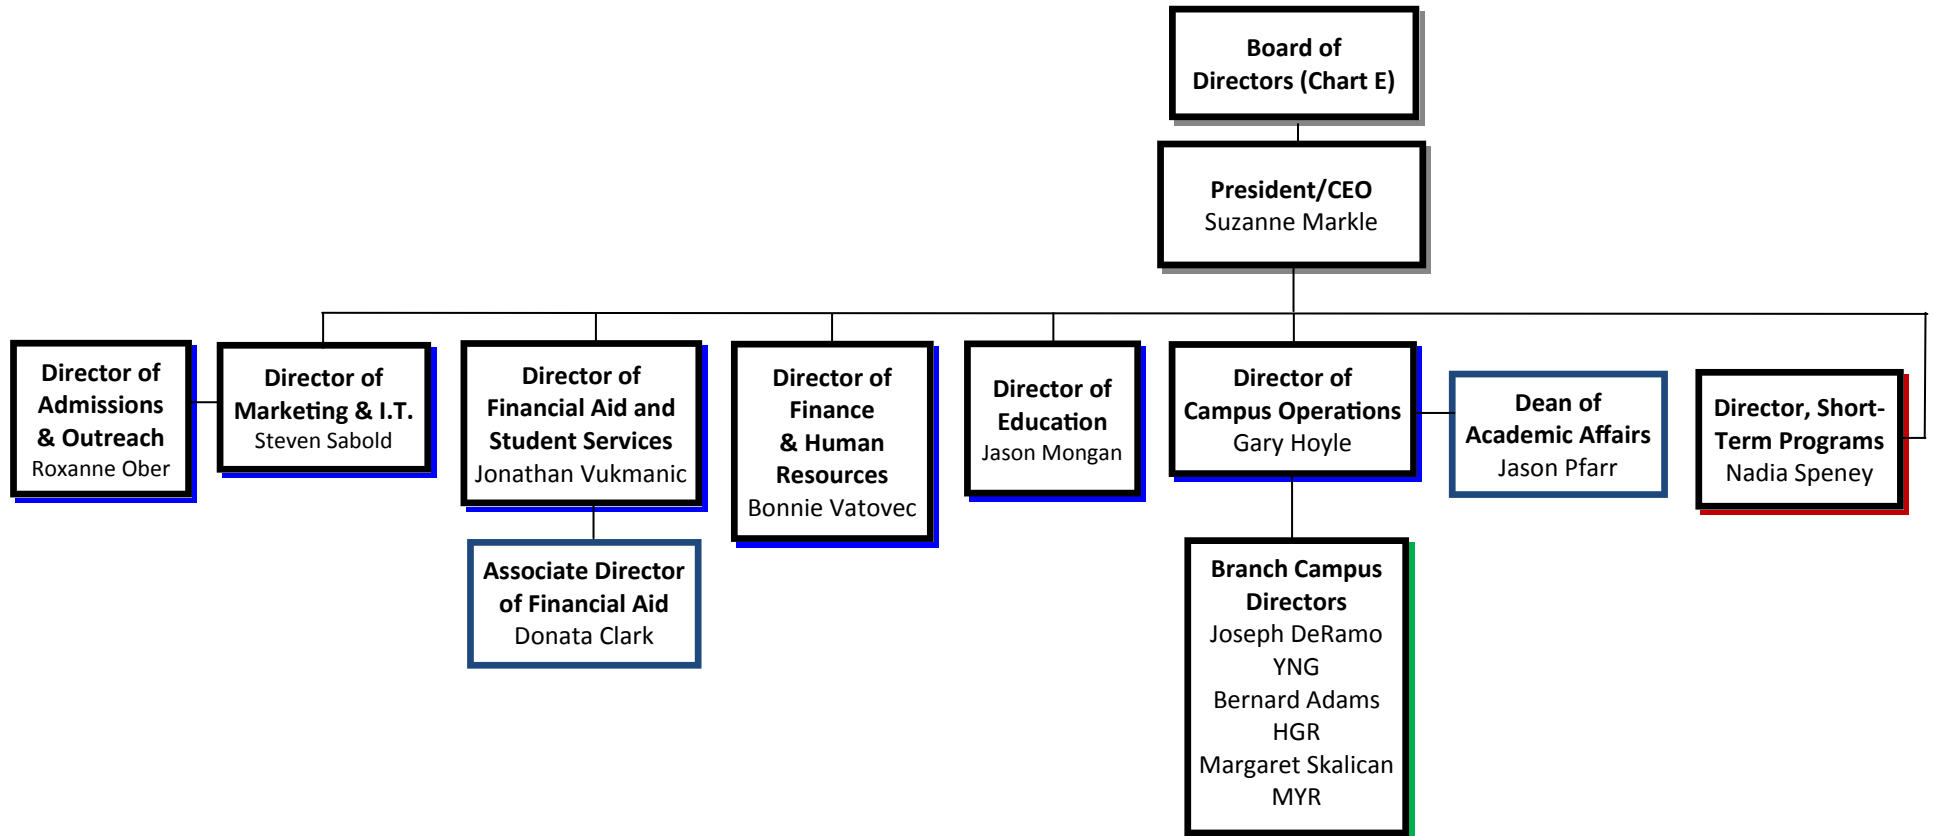 Board of
Directors (Chart E)
President/CEO
Suzanne Markle
Director of
Admissions
& Outreach
Roxanne Ober
Director of
Marketing & I.T.
Steven Sabold
Director of
Financial Aid and
Student Services
Jonathan Vukmanic
Director of
Finance
& Human
Resources
Bonnie Vatovec
Director of
Education
Jason Mongan
Director of
Campus Operations
Gary Hoyle
Dean of
Academic Affairs
Jason Pfarr
Director, Short-
Term Programs
Nadia Speney
Associate Director
of Financial Aid
Donata Clark
Branch Campus
Directors
Joseph DeRamo
YNG
Bernard Adams
HGR
Margaret Skalican
MYR